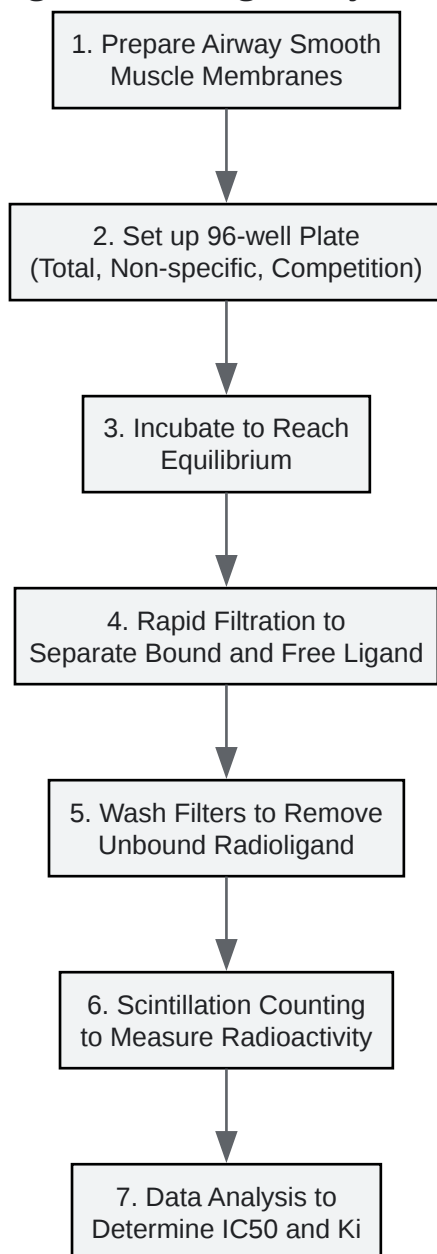 1. Prepare Airway Smooth
Muscle Membranes
2. Set up 96-well Plate
(Total, Non-specific, Competition)
3. Incubate to Reach
Equilibrium
4. Rapid Filtration to
Separate Bound and Free Ligand
5. Wash Filters to Remove
Unbound Radioligand
6. Scintillation Counting
to Measure Radioactivity
7. Data Analysis to
Determine IC50 and Ki